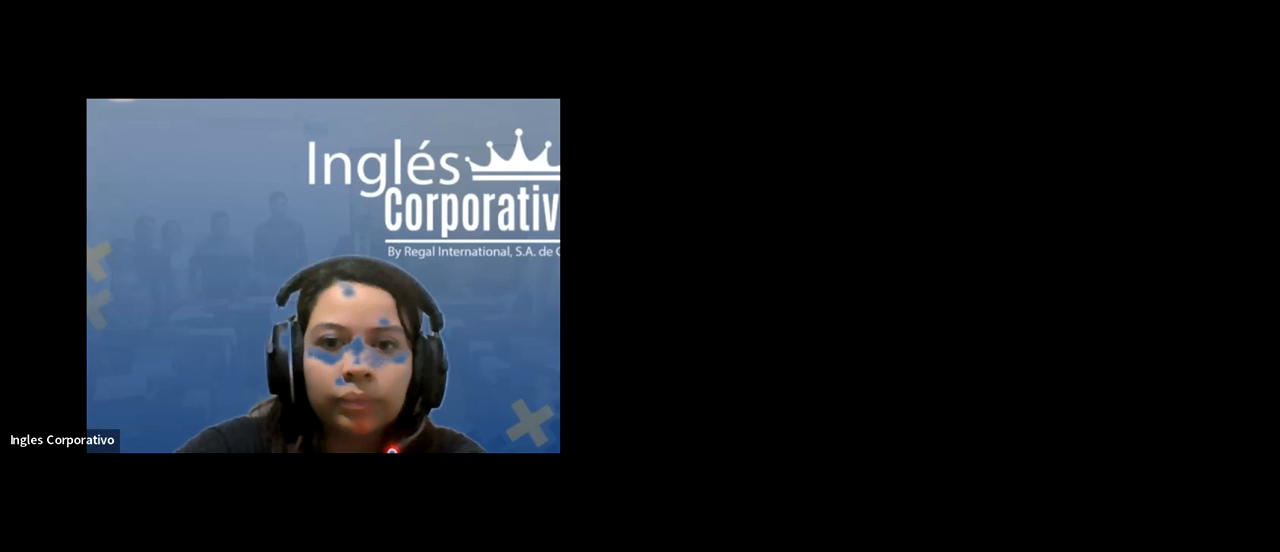 Inglés
Corporativ
By Regal International, S.A. de C
Ingles Corporativo